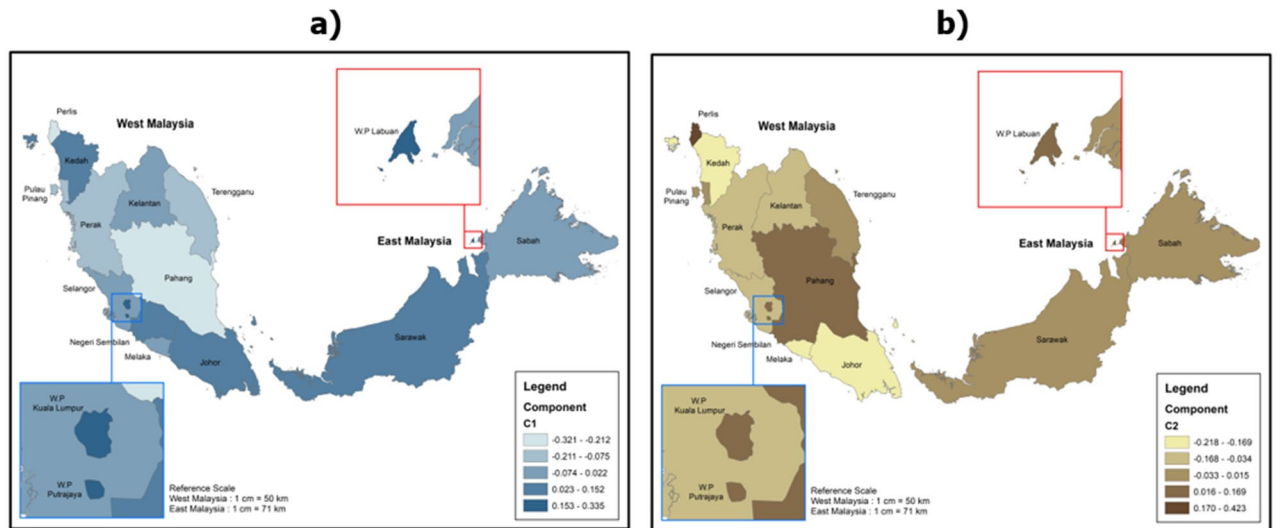 a)
Perlis
West Malaysia
Kedah
Pulau
Pinang
Kelantan
Terengganu
Perak
Pahang
Selangor
Negeri Sembilan
Melaka
Johor
W.P Labuan
East Malaysia
Sabah
Sarawak
W.P
Kuala Lumpur
W.P
Putrajaya
Reference Scale
West Malaysia : 1 cm = 50 km
East Malaysia : 1 cm = 71 km
Legend
Component
C1
-0.321 - -0.212
-0.211 - -0.075
-0.074 - 0.022
0.023 - 0.152
0.153 - 0.335
b)
Perlis
West Malaysia
Kedah
Pulau
Pinang
Kelantan
Terengganu
Perak
Pahang
Selangor
Negeri Sembilan
Melaka
Johor
W.P Labuan
East Malaysia
Sabah
Sarawak
W.P
Kuala Lumpur
W.P
Putrajaya
Reference Scale
West Malaysia : 1 cm = 50 km
East Malaysia : 1 cm = 71 km
Legend
Component
C2
-0.218 - -0.169
-0.168 - -0.034
-0.033 - 0.015
0.016 - 0.169
0.170 - 0.423